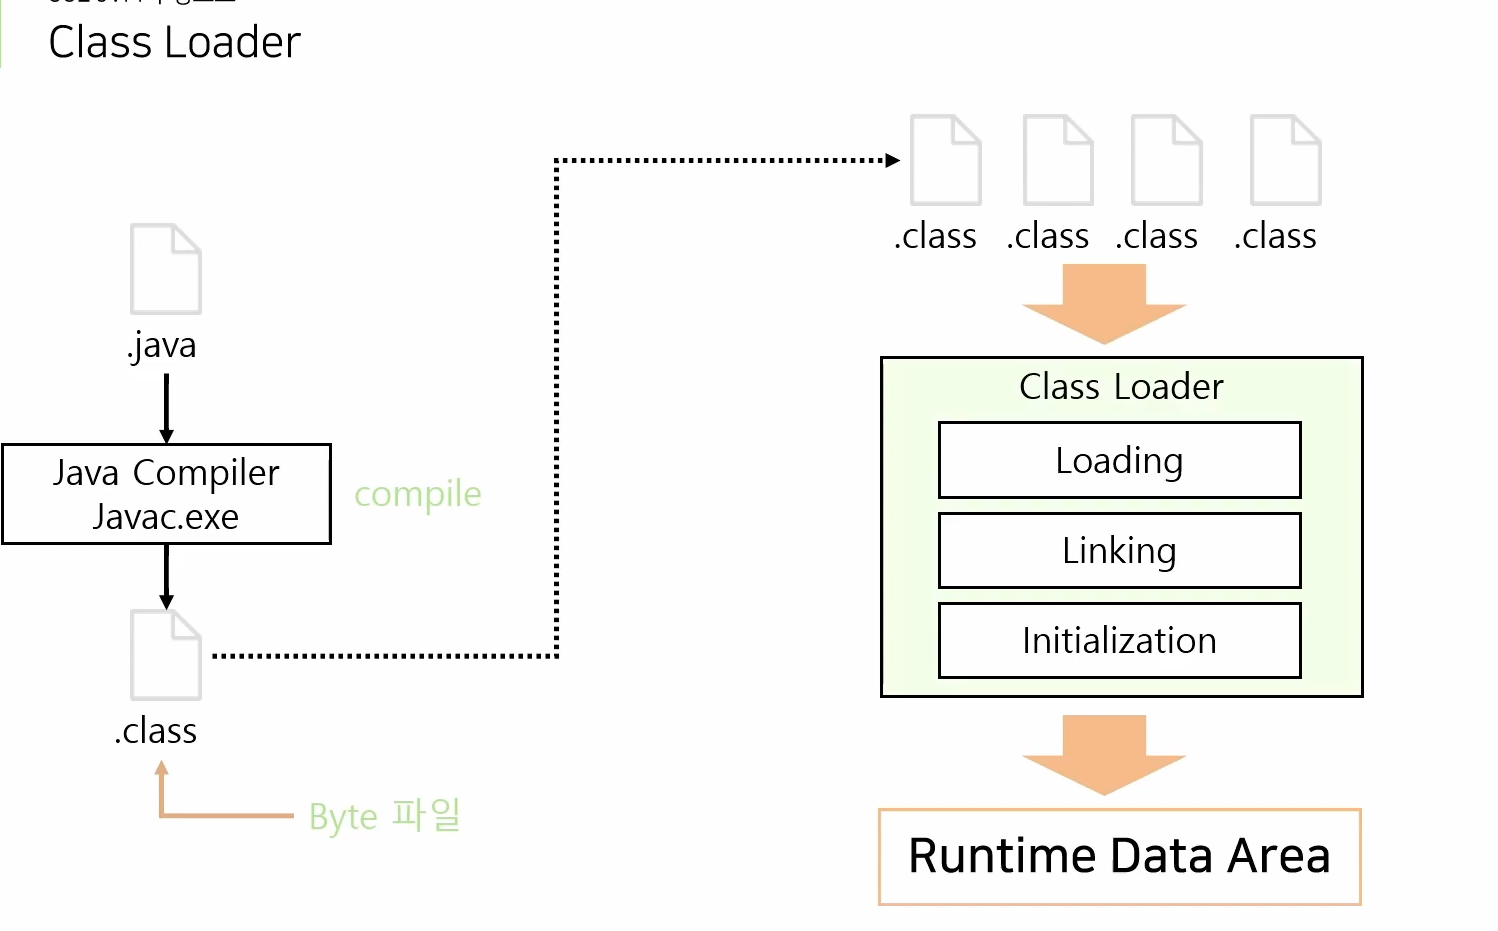 Class Loader
.java
Java Compiler
Javac.exe
compile
.class
Byte 파일
.class .class .class .class
Class Loader
Loading
Linking
Initialization
Runtime Data Area